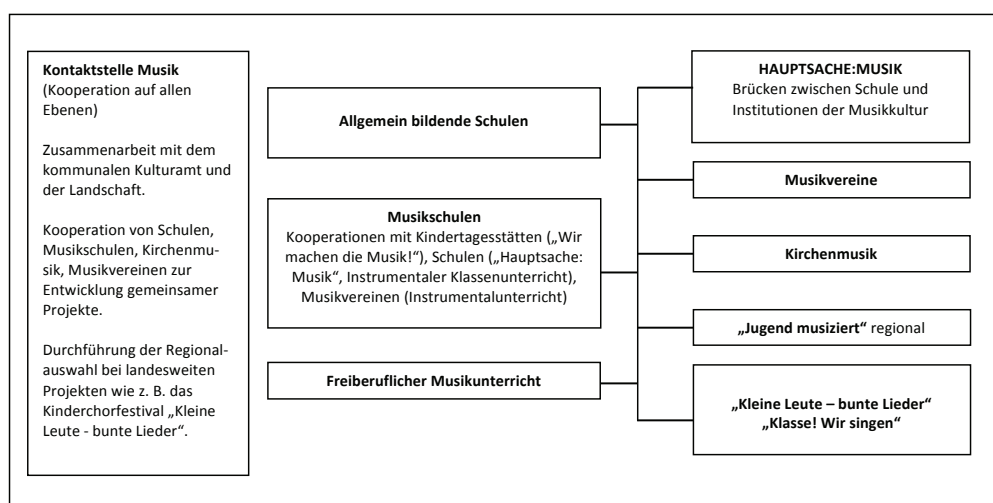 Kontaktstelle Musik
(Kooperation auf allen
Ebenen)
Zusammenarbeit mit dem
kommunalen Kulturamt und
der Landschaft.
Kooperation von Schulen,
Musikschulen, Kirchenmu-
sik, Musikvereinen zur
Entwicklung gemeinsamer
Projekte.
Durchführung der Regional-
auswahl bei landesweiten
Projekten wie z. B. das
Kinderchorfestival „Kleine
Leute - bunte Lieder“.
Allgemein bildende Schulen
Musikschulen
Kooperationen mit Kindertagesstätten („Wir
machen die Musik!“), Schulen („Hauptsache:
Musik“, Instrumentaler Klassenunterricht),
Musikvereinen (Instrumentalunterricht)
Freiberuflicher Musikunterricht
HAUPTSACHE:MUSIK
Brücken zwischen Schule und
Institutionen der Musikkultur
Musikvereine
Kirchenmusik
„Jugend musiziert“ regional
„Kleine Leute – bunte Lieder“
„Klasse! Wir singen“